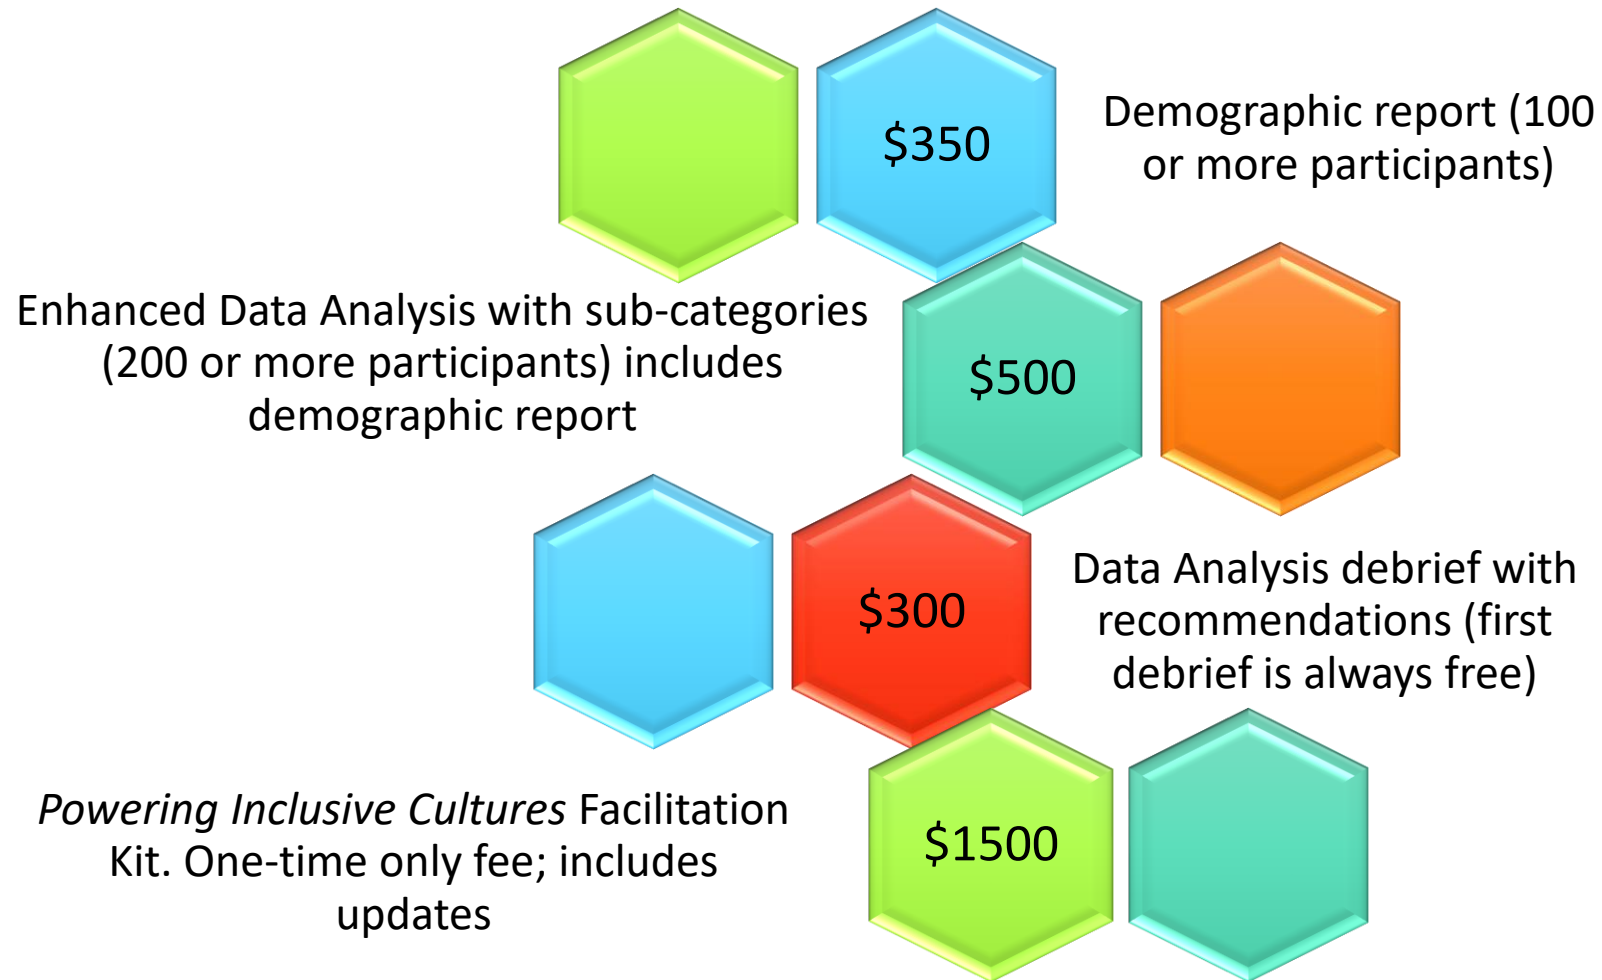 $350
Demographic report (100
or more participants)
Enhanced Data Analysis with sub-categories
(200 or more participants) includes
demographic report
$500
$300
Data Analysis debrief with
recommendations (first
debrief is always free)
Powering Inclusive Cultures Facilitation
Kit. One-time only fee; includes
updates
$1500